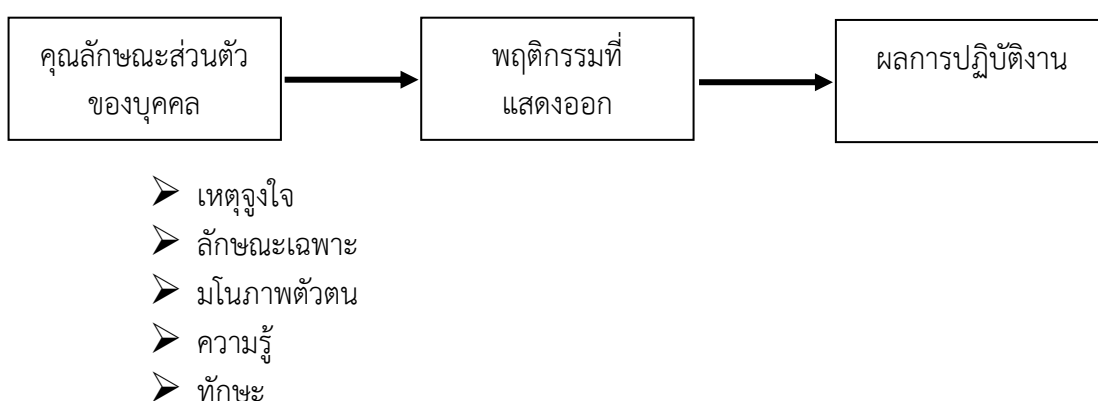 คุณลักษณะส่วนตัว
ของบุคคล
พฤติกรรมที่
แสดงออก
ผลการปฏิบัติงาน
เหตุจูงใจ
ลักษณะเฉพาะ
มโนภาพตัวตน
ความรู้
ทักษะ